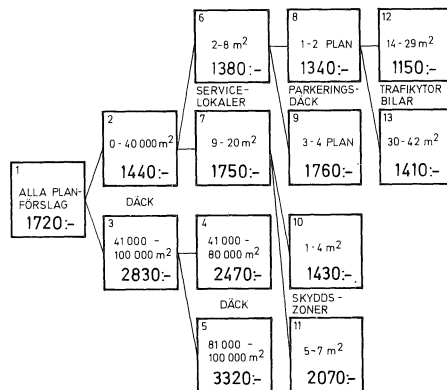 1
ALLA PLAN-
FÖRSLAG
1720:-
2
0-40 000 m²
1440:-
DÄCK
3
41 000 -
100 000 m²
2830:-
6
2-8 m²
1380:-
SERVICE-
LOKALER
7
9-20 m²
1750:-
4
41 000 -
80 000 m²
2470:-
DÄCK
5
81 000 -
100 000 m²
3320:-
8
1-2 PLAN
1340:-
PARKERINGS-
DÄCK
9
3-4 PLAN
1760:-
10
1-4 m²
1430:-
SKYDDS-
ZONER
11
5-7 m²
2070:-
12
14-29 m²
1150:-
TRAFIKYTOR
BILAR
13
30-42 m²
1410:-